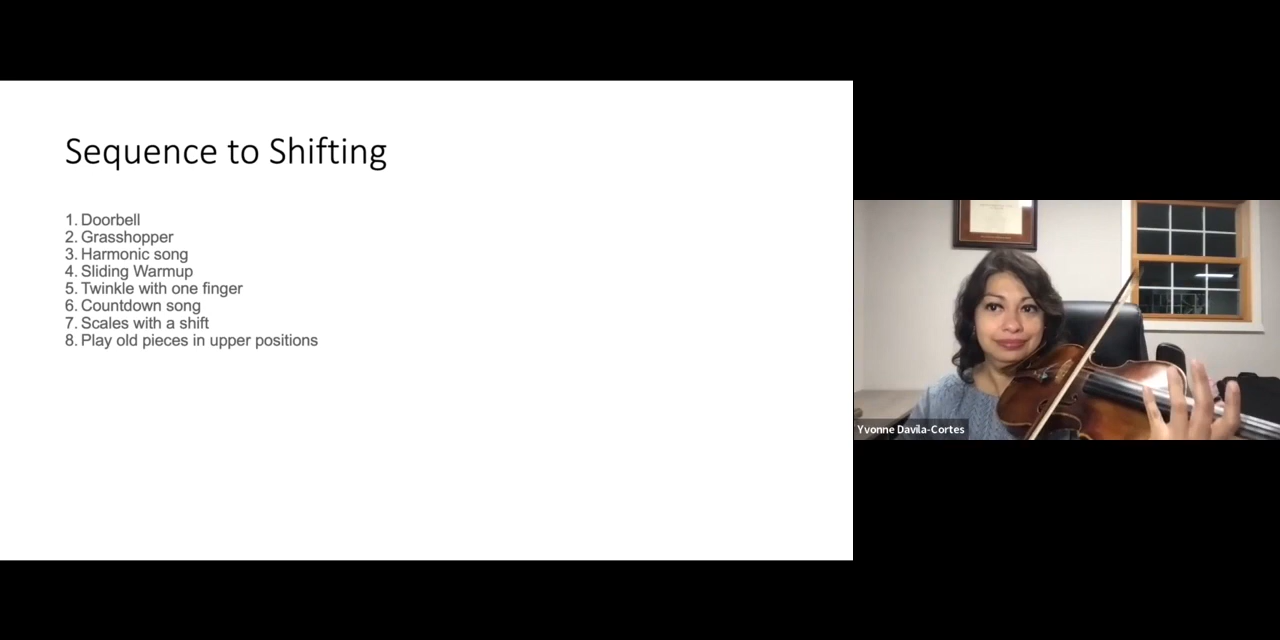 Sequence to Shifting
1. Doorbell
2. Grasshopper
3. Harmonic song
4. Sliding Warmup
5. Twinkle with one finger
6. Countdown song
7. Scales with a shift
8. Play old pieces in upper positions
Yvonne Davila-Cortes